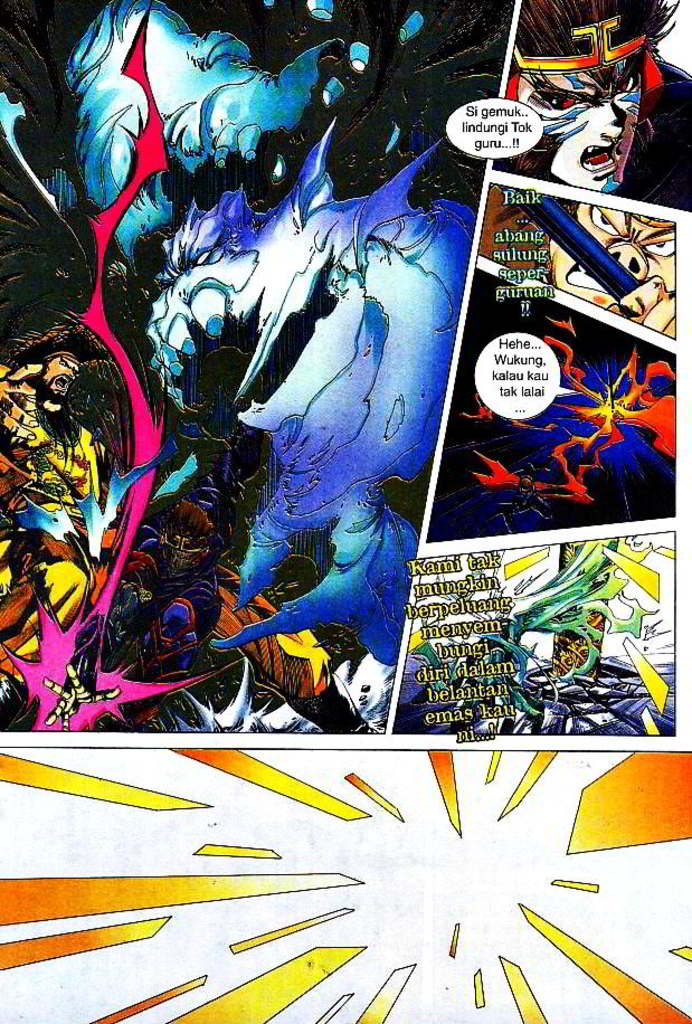 Si gemuk..
lindungi Tok
guru...!!
Baik
...
abang
sulung
seper
guruan
!!
Hehe...
Wukung,
kalau kau
tak lalai
...
Kami tak
mungkin
berpeluang
menyem
bungi
diri dalam
belantan
emas kau
ni...!